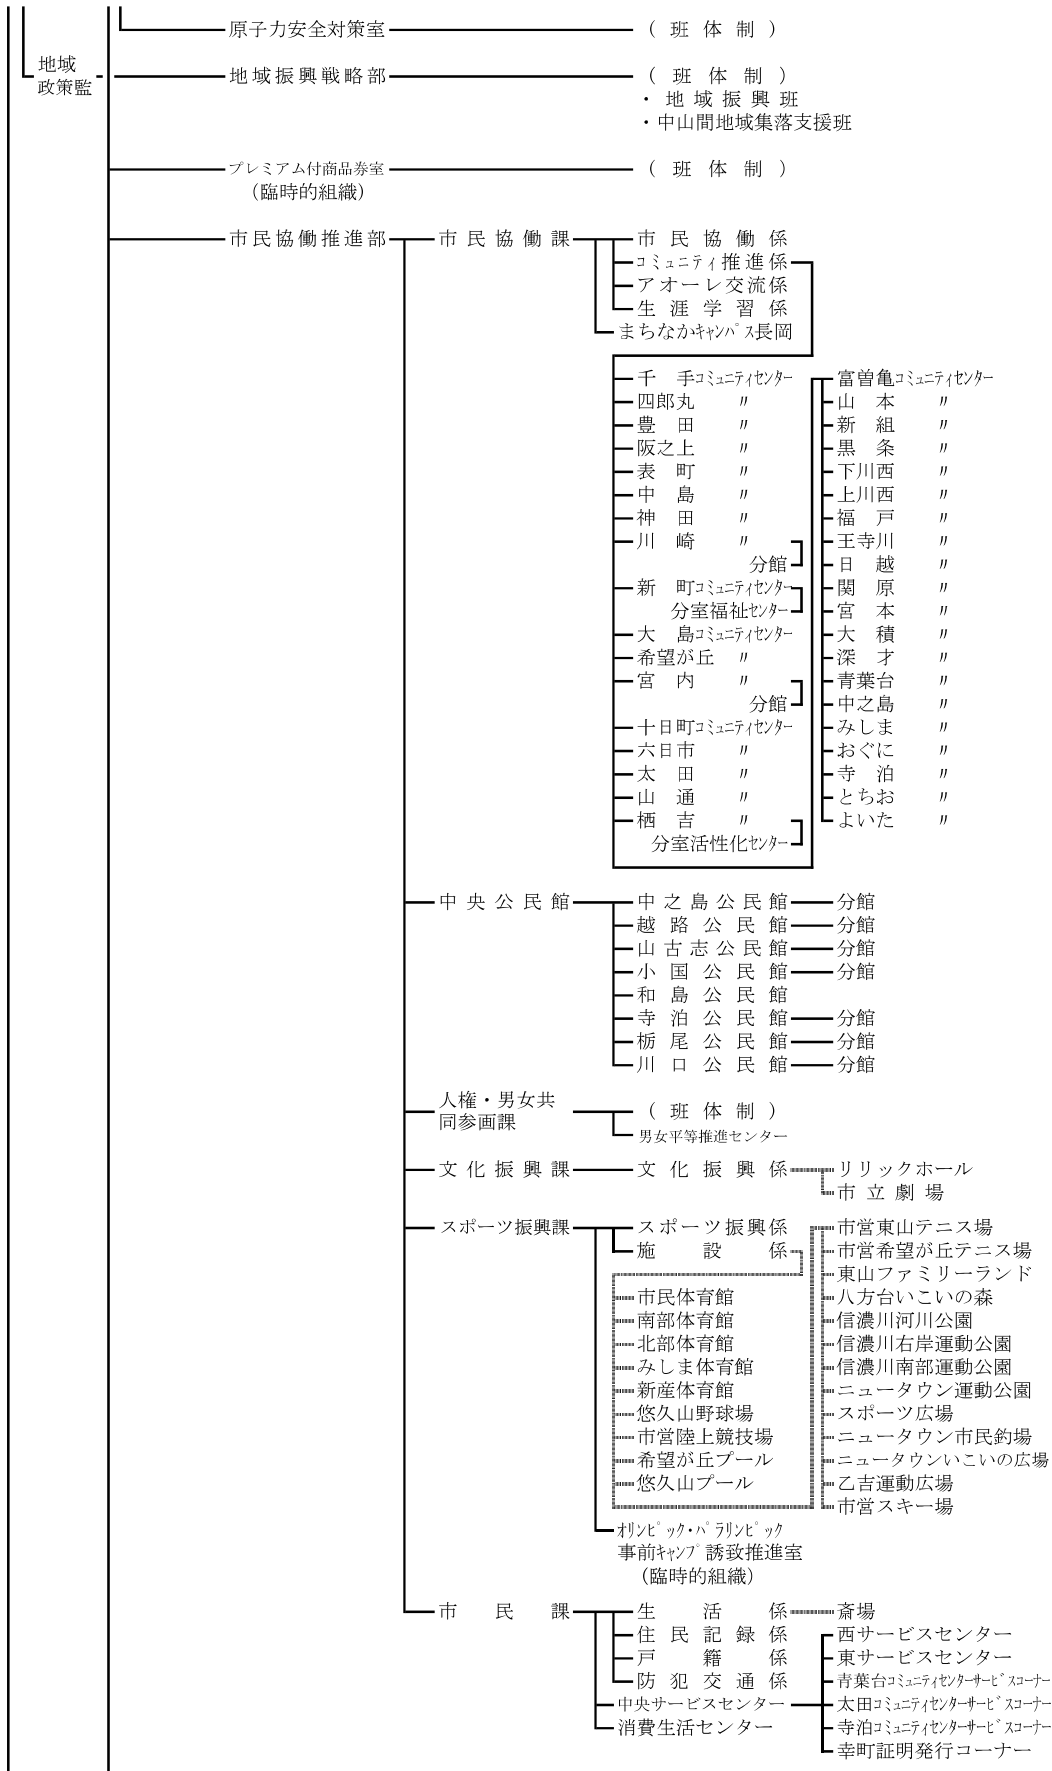 原子力安全対策室 （ 班 体 制 ）
地域
政策監
地域振興戦略部 （ 班 体 制 ）
・ 地 域 振 興 班
・中山間地域集落支援班
プレミアム付商品券室 （ 班 体 制 ）
（臨時的組織）
市民協働推進部 市 民 協 働 課 市 民 協 働 係
コミュニティ推進係
アオーレ交流係
生 涯 学 習 係
まちなかキャンパス長岡
千 手コミュニティセンター 富曽亀コミュニティセンター
四郎丸 〃 山 本 〃
豊 田 〃 新 組 〃
阪之上 〃 黒 条 〃
表 町 〃 下川西 〃
中 島 〃 上川西 〃
神 田 〃 福 戸 〃
川 崎 〃 王寺川 〃
分館 日 越 〃
新 町コミュニティセンター 関 原 〃
分室福祉センター 宮 本 〃
大 島コミュニティセンター 大 積 〃
希望が丘 〃 深 才 〃
宮 内 〃 青葉台 〃
分館 中之島 〃
十日町コミュニティセンター みしま 〃
六日市 〃 おぐに 〃
太 田 〃 寺 泊 〃
山 通 〃 とちお 〃
栖 吉 〃 よいた 〃
分室活性化センター
中 央 公 民 館 中 之 島 公 民 館 分館
越 路 公 民 館 分館
山 古 志 公 民 館 分館
小 国 公 民 館 分館
和 島 公 民 館
寺 泊 公 民 館 分館
栃 尾 公 民 館 分館
川 口 公 民 館 分館
人権・男女共
同参画課
（ 班 体 制 ）
男女平等推進センター
文 化 振 興 課 文 化 振 興 係 リリックホール
市 立 劇 場
スポーツ振興課 スポーツ振興係 市営東山テニス場
施 設 係 市営希望が丘テニス場
東山ファミリーランド
市民体育館 八方台いこいの森
南部体育館 信濃川河川公園
北部体育館 信濃川右岸運動公園
みしま体育館 信濃川南部運動公園
新産体育館 ニュータウン運動公園
悠久山野球場 スポーツ広場
市営陸上競技場 ニュータウン市民釣場
希望が丘プール ニュータウンいこいの広場
悠久山プール 乙吉運動広場
市営スキー場
オリンピック・パラリンピック
事前キャンプ誘致推進室
（臨時的組織）
市 民 課 生 活 係 斎場
住 民 記 録 係 西サービスセンター
戸 籍 係 東サービスセンター
防 犯 交 通 係 青葉台コミュニティセンターサービスコーナー
中央サービスセンター 太田コミュニティセンターサービスコーナー
消費生活センター 寺泊コミュニティセンターサービスコーナー
幸町証明発行コーナー